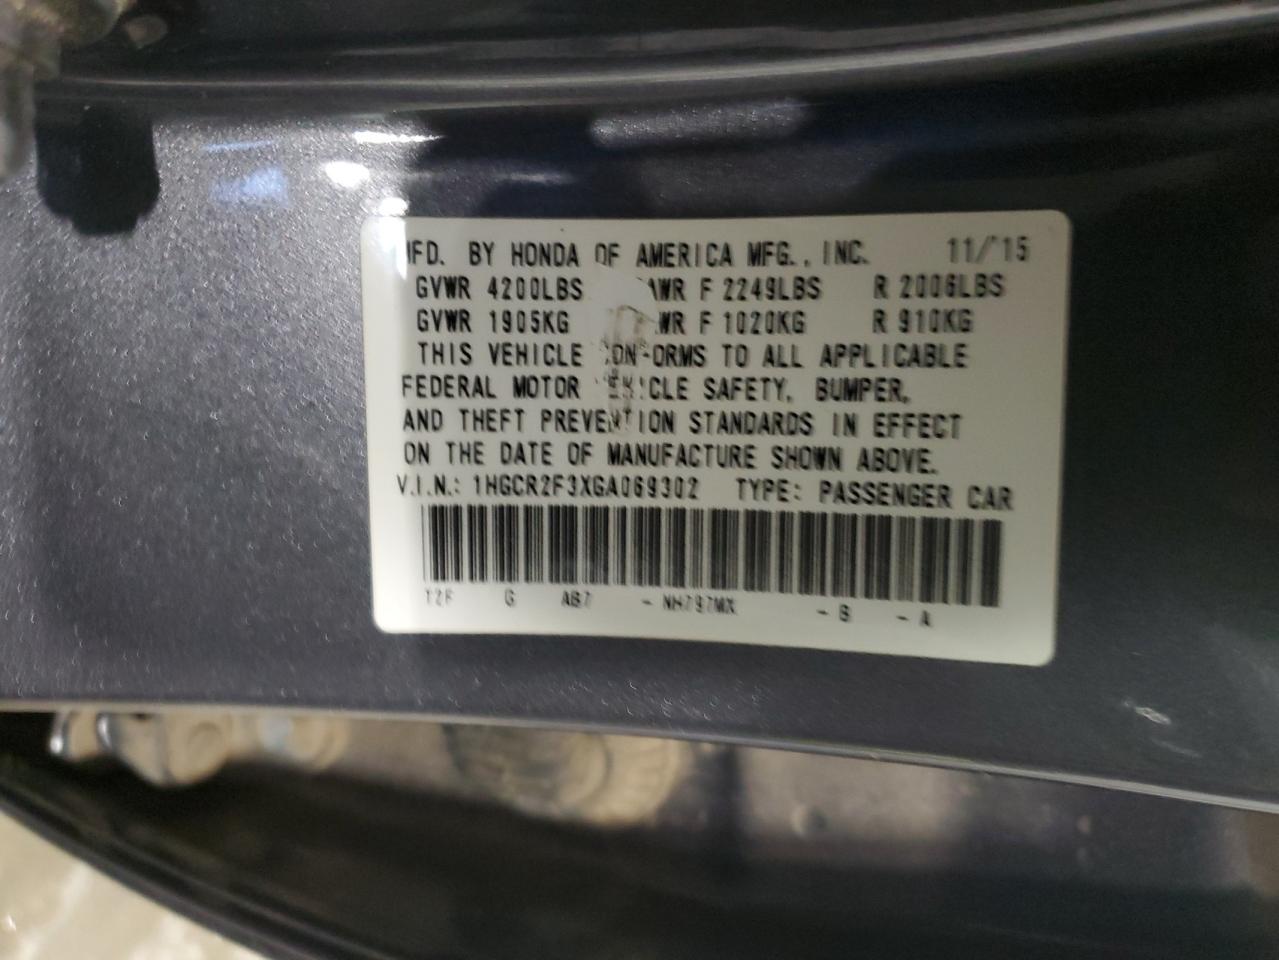 MFD. BY HONDA OF AMERICA MFG., INC. 11/'15
GVWR 4200LBS GAWR F 2249LBS R 2006LBS
GVWR 1905KG GAWR F 1020KG R 910KG
THIS VEHICLE CONFORMS TO ALL APPLICABLE
FEDERAL MOTOR VEHICLE SAFETY, BUMPER,
AND THEFT PREVENTION STANDARDS IN EFFECT
ON THE DATE OF MANUFACTURE SHOWN ABOVE.
V.I.N.: 1HGCR2F3XGA069302 TYPE: PASSENGER CAR
T2F G AB7 - NH797MX - B - A